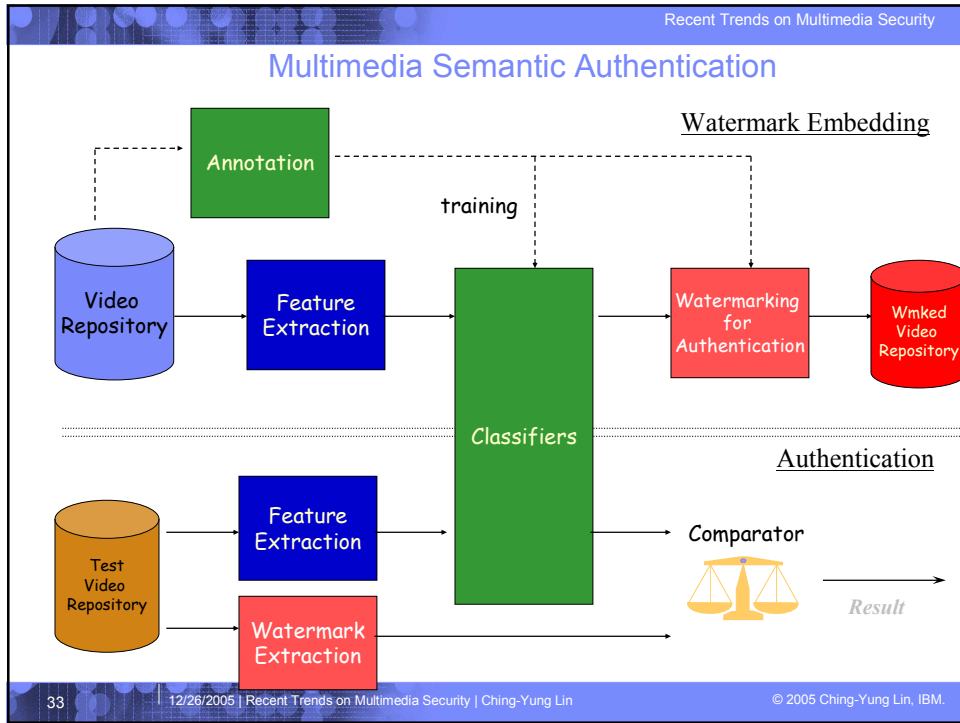 Recent Trends on Multimedia Security
Multimedia Semantic Authentication
Watermark Embedding
Annotation
training
Video
Repository
Feature
Extraction
Watermarking
for
Authentication
Wmked
Video
Repository
Classifiers
Authentication
Feature
Extraction
Comparator
Test
Video
Repository
Result
Watermark
Extraction
33
12/26/2005 | Recent Trends on Multimedia Security | Ching-Yung Lin
© 2005 Ching-Yung Lin, IBM.